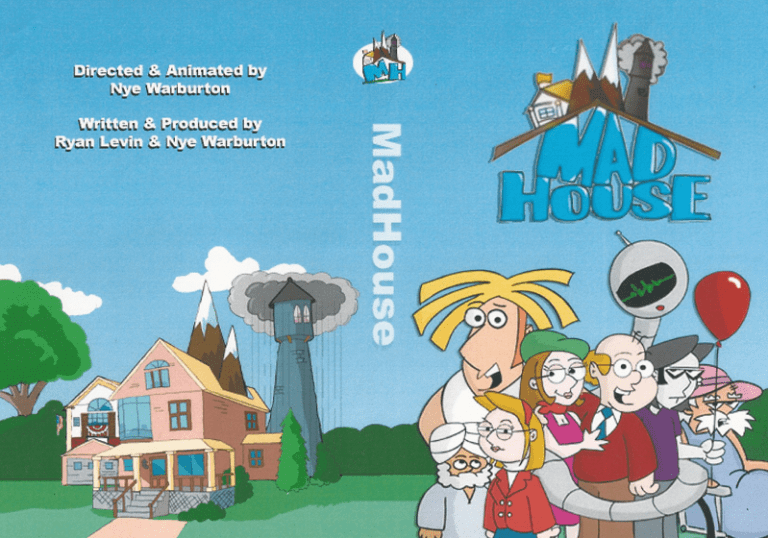 Directed & Animated by
Nye Warburton
Written & Produced by
Ryan Levin & Nye Warburton
MH
MadHouse
MAD
HOUSE